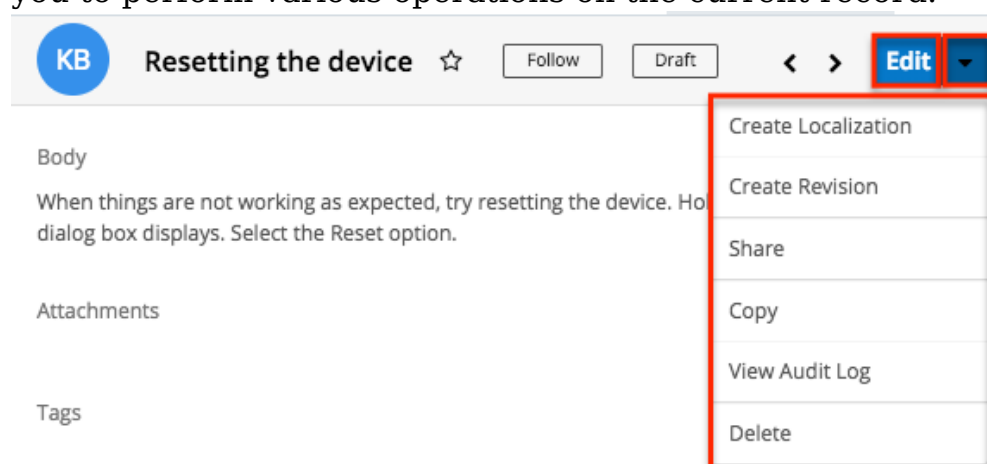 you to perform various operations on the current record.
KB Resetting the device Follow Draft Edit
Create Localization
Body
Create Revision
When things are not working as expected, try resetting the device. Hol
dialog box displays. Select the Reset option.
Share
Attachments
Copy
View Audit Log
Tags
Delete